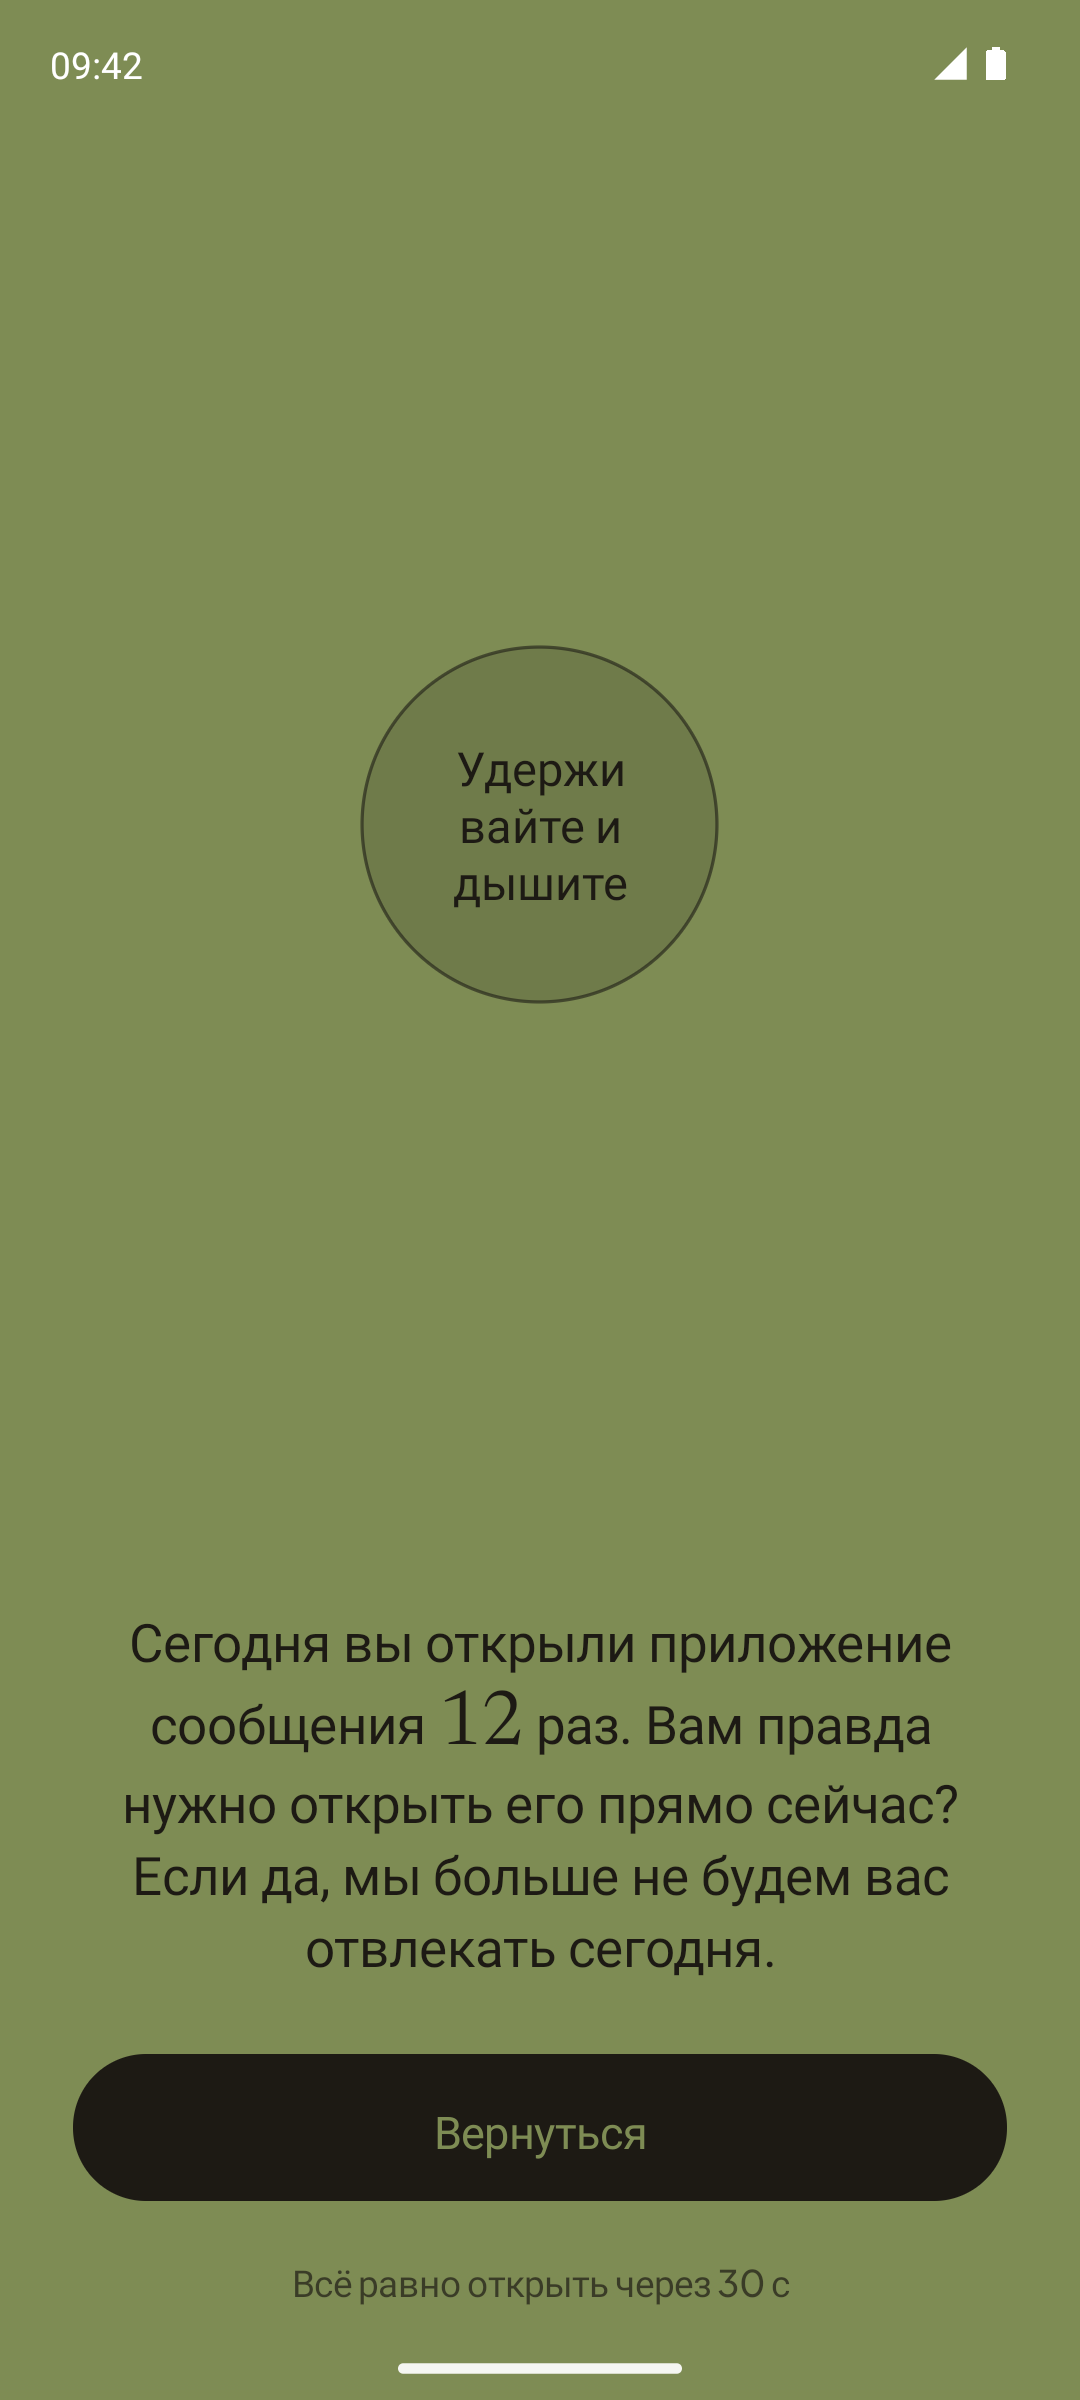 09:42
Удержи
вайте и
дышите
Сегодня вы открыли приложение
сообщения 12 раз. Вам правда
нужно открыть его прямо сейчас?
Если да, мы больше не будем вас
отвлекать сегодня.
Вернуться
Всё равно открыть через 30 с